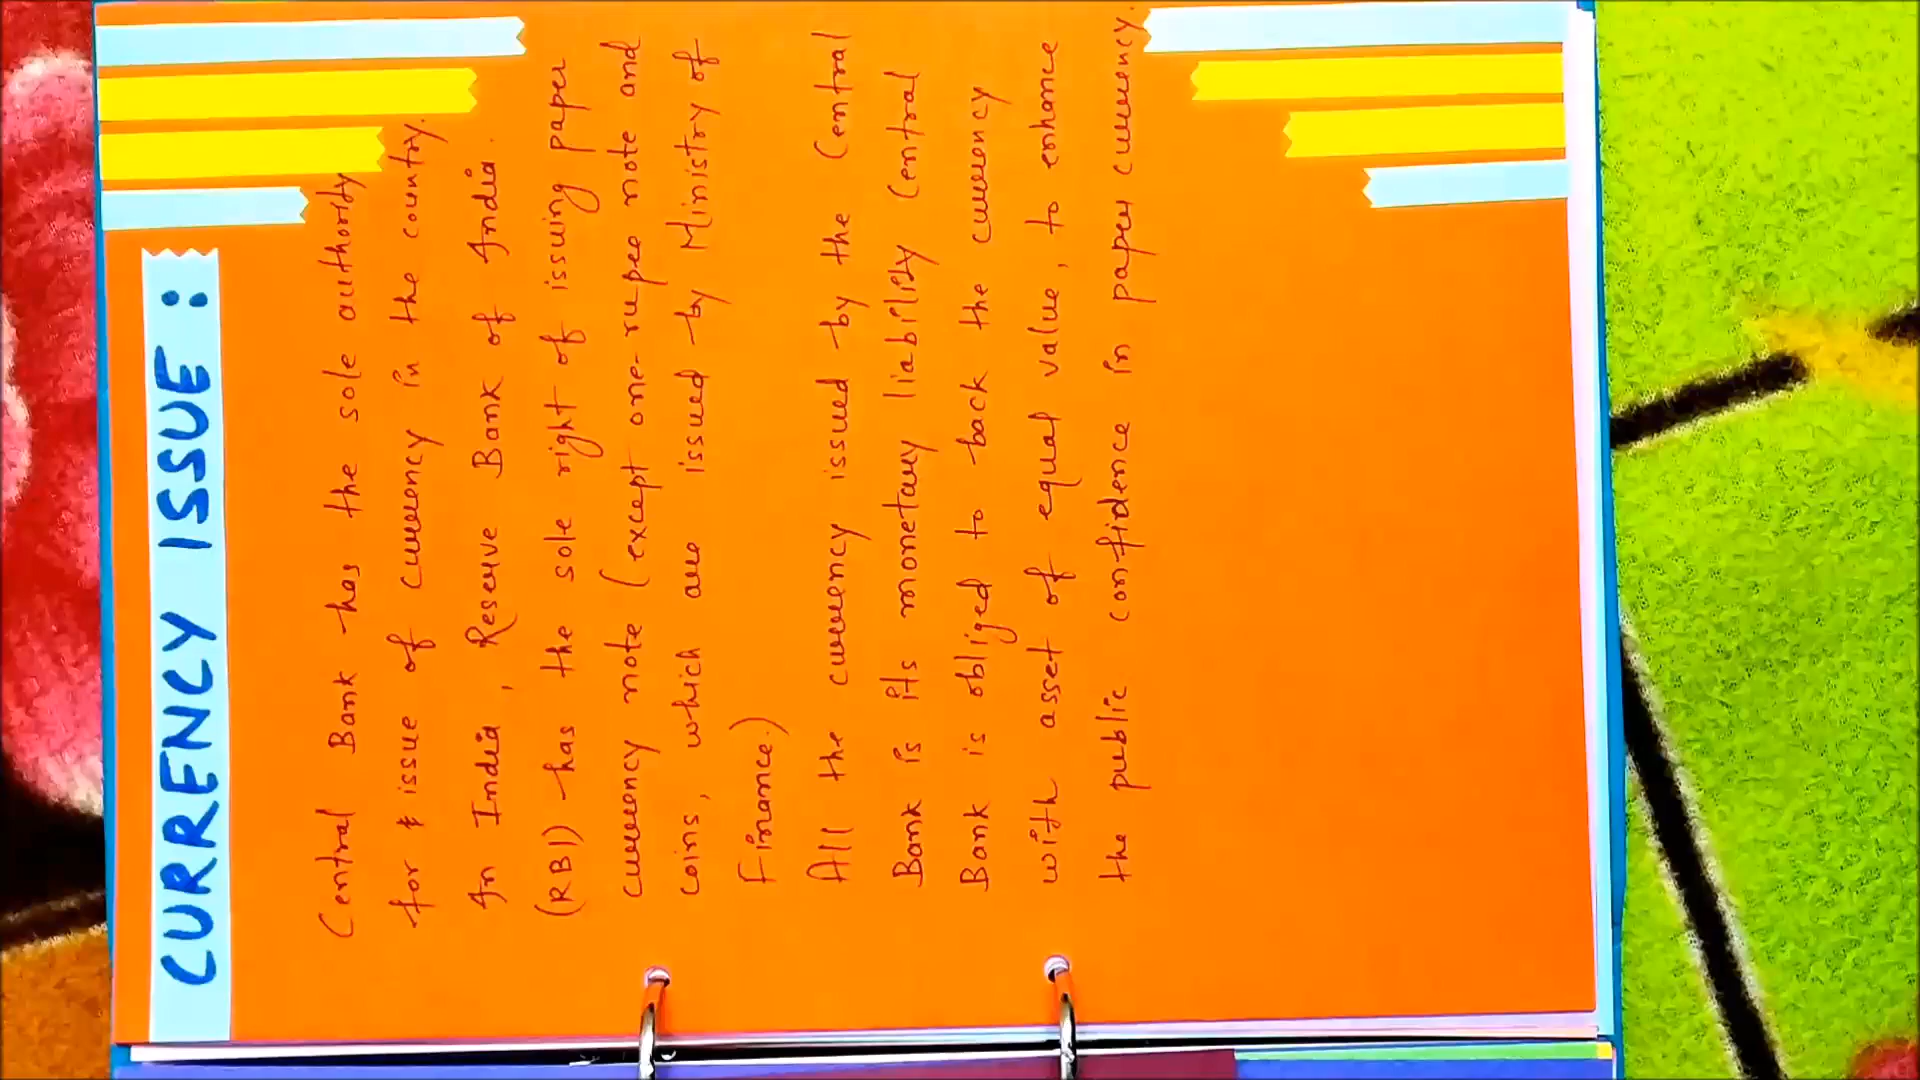 CURRENCY ISSUE :
Central Bank has the sole authority
for issue of currency in the country.
In India, Reserve Bank of India.
(RBI) has the sole right of issuing paper
currency note (except one-rupee note and
coins, which are issued by Ministry of
Finance.)
All the currency issued by the Central
Bank is its monetary liability Central
Bank is obliged to back the currency
with asset of equal value, to enhance
the public confidence in paper currency.